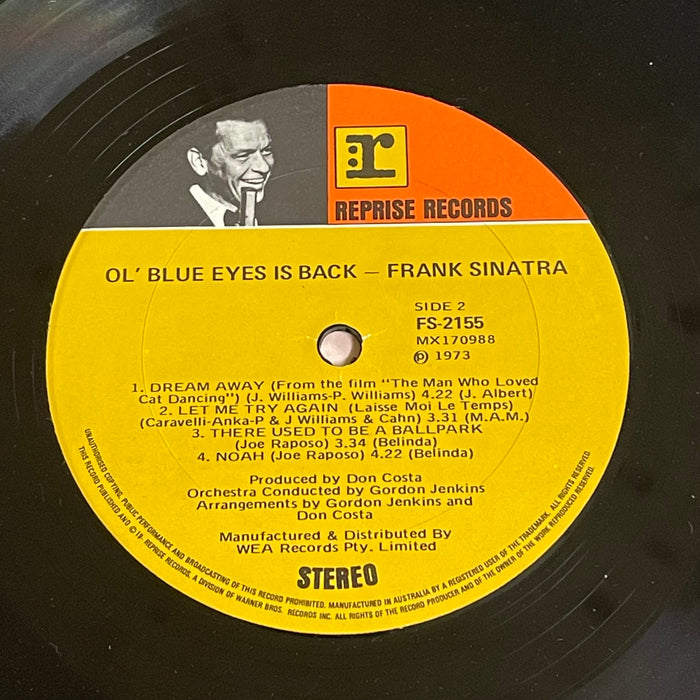 r
REPRISE RECORDS
OL' BLUE EYES IS BACK – FRANK SINATRA
SIDE 2
FS-2155
MX170988
Ⓟ 1973
1. DREAM AWAY (From the film "The Man Who Loved
Cat Dancing") (J. Williams-P. Williams) 4.22 (J. Albert)
2. LET ME TRY AGAIN (Laisse Moi Le Temps)
(Caravelli-Anka-P & J Williams & Cahn) 3.31 (M.A.M.)
3. THERE USED TO BE A BALLPARK
(Joe Raposo) 3.34 (Belinda)
4. NOAH (Joe Raposo) 4.22 (Belinda)
Produced by Don Costa
Orchestra Conducted by Gordon Jenkins
Arrangements by Gordon Jenkins and
Don Costa
Manufactured & Distributed By
WEA Records Pty. Limited
STEREO
UNAUTHORISED COPYING, PUBLIC PERFORMANCE AND BROADCASTING OF THIS RECORD PROHIBITED. MANUFACTURED IN AUSTRALIA BY A REGISTERED USER OF THE TRADEMARK. ALL RIGHTS RESERVED.
THIS RECORD PUBLISHED AND © 19- REPRISE RECORDS, A DIVISION OF WARNER BROS. RECORDS INC. ALL RIGHTS OF THE RECORD PRODUCER AND OF THE OWNER OF THE WORK REPRODUCED RESERVED.